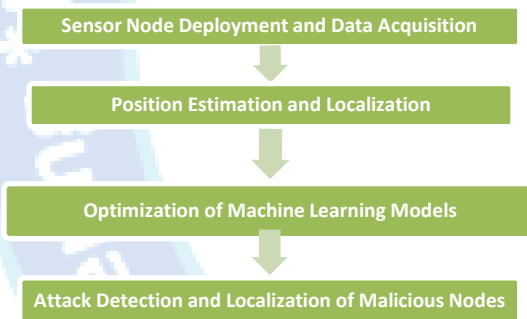 Sensor Node Deployment and Data Acquisition
Position Estimation and Localization
Optimization of Machine Learning Models
Attack Detection and Localization of Malicious Nodes